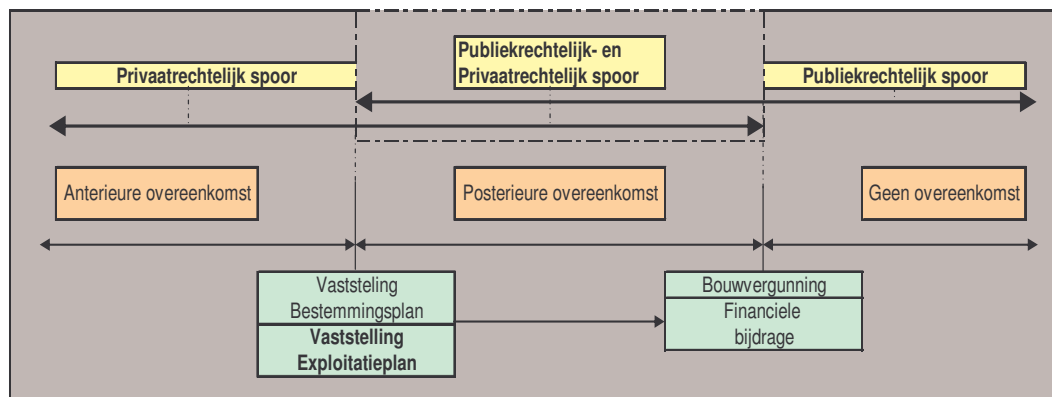 Privaatrechtelijk spoor
Publiekrechtelijk- en
Privaatrechtelijk spoor
Publiekrechtelijk spoor
Anterieure overeenkomst
Posterieure overeenkomst
Geen overeenkomst
Vaststeling
Bestemmingsplan
Vaststelling
Exploitatieplan
Bouwvergunning
Financiele
bijdrage